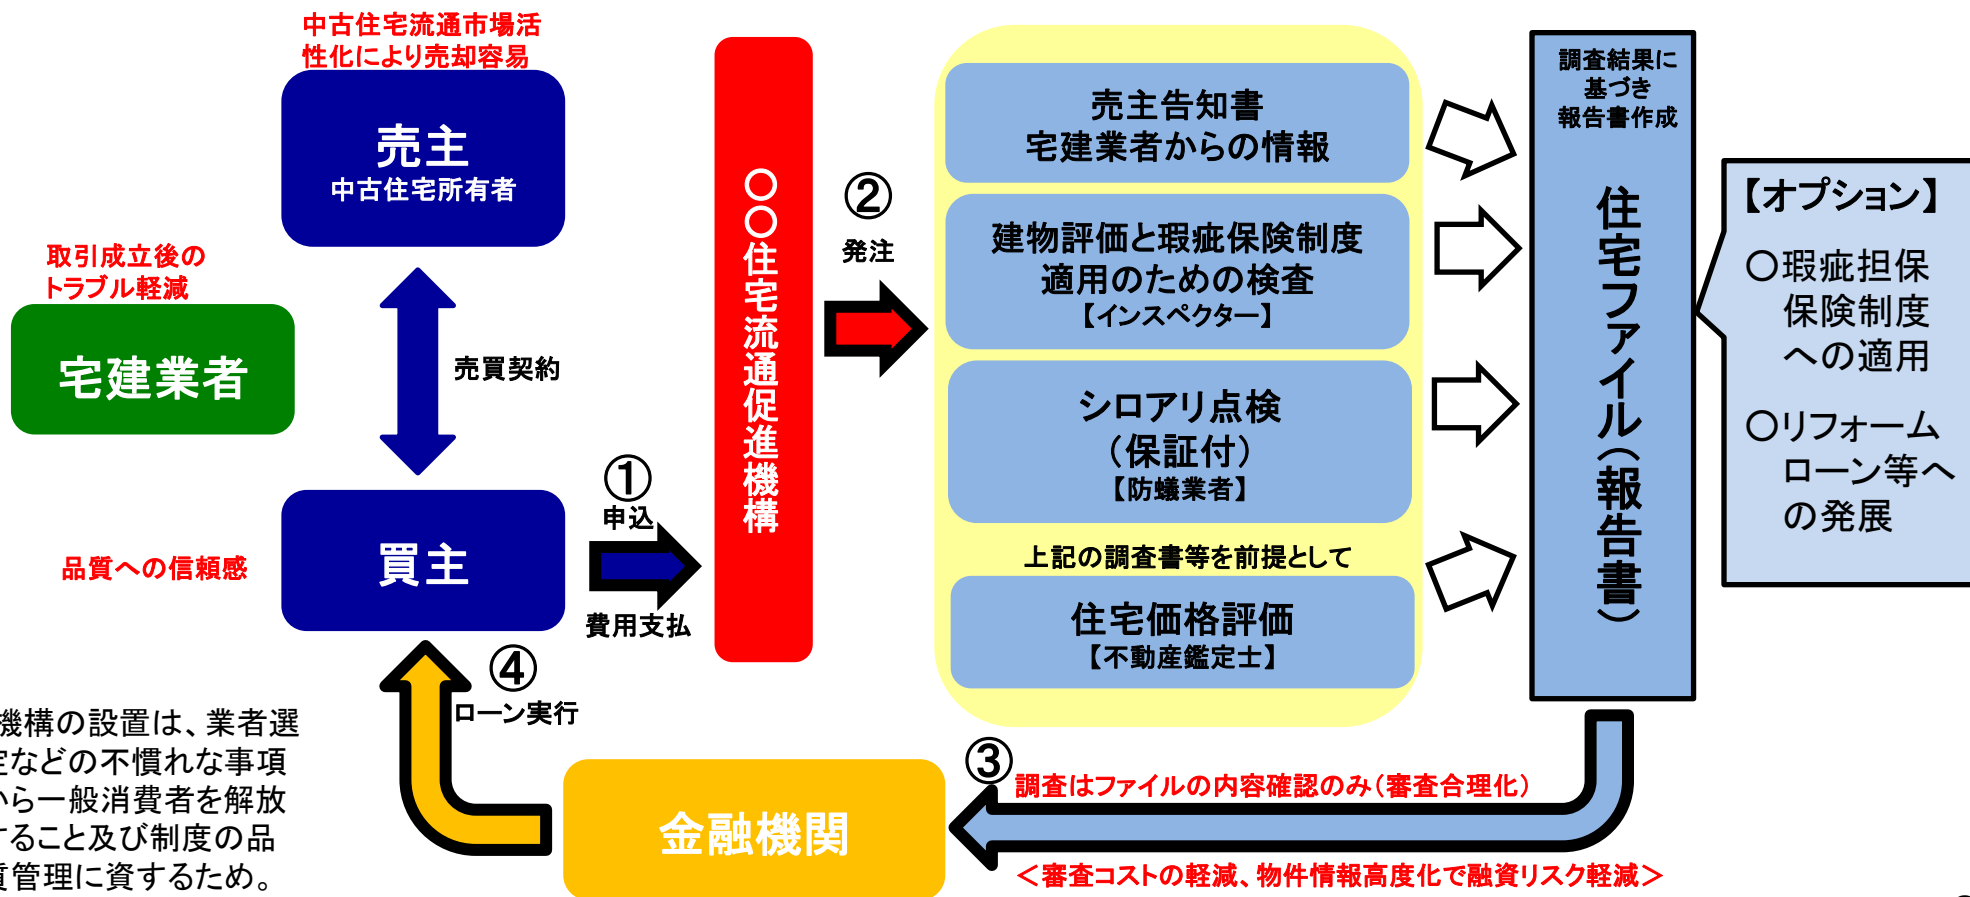 中古住宅流通市場活
性化により売却容易
売主
中古住宅所有者
取引成立後の
トラブル軽減
宅建業者
売買契約
品質への信頼感
買主
①
申込
費用支払
〇〇住宅流通促進機構
②
発注
売主告知書
宅建業者からの情報
建物評価と瑕疵保険制度
適用のための検査
【インスペクター】
シロアリ点検
(保証付)
【防蟻業者】
上記の調査書等を前提として
住宅価格評価
【不動産鑑定士】
調査結果に
基づき
報告書作成
住宅ファイル(報告書)
【オプション】
〇瑕疵担保
保険制度
への適用
〇リフォーム
ローン等へ
の発展
③
調査はファイルの内容確認のみ(審査合理化)
<審査コストの軽減、物件情報高度化で融資リスク軽減>
金融機関
④
ローン実行
機構の設置は、業者選
定などの不慣れな事項
から一般消費者を解放
すること及び制度の品
質管理に資するため。